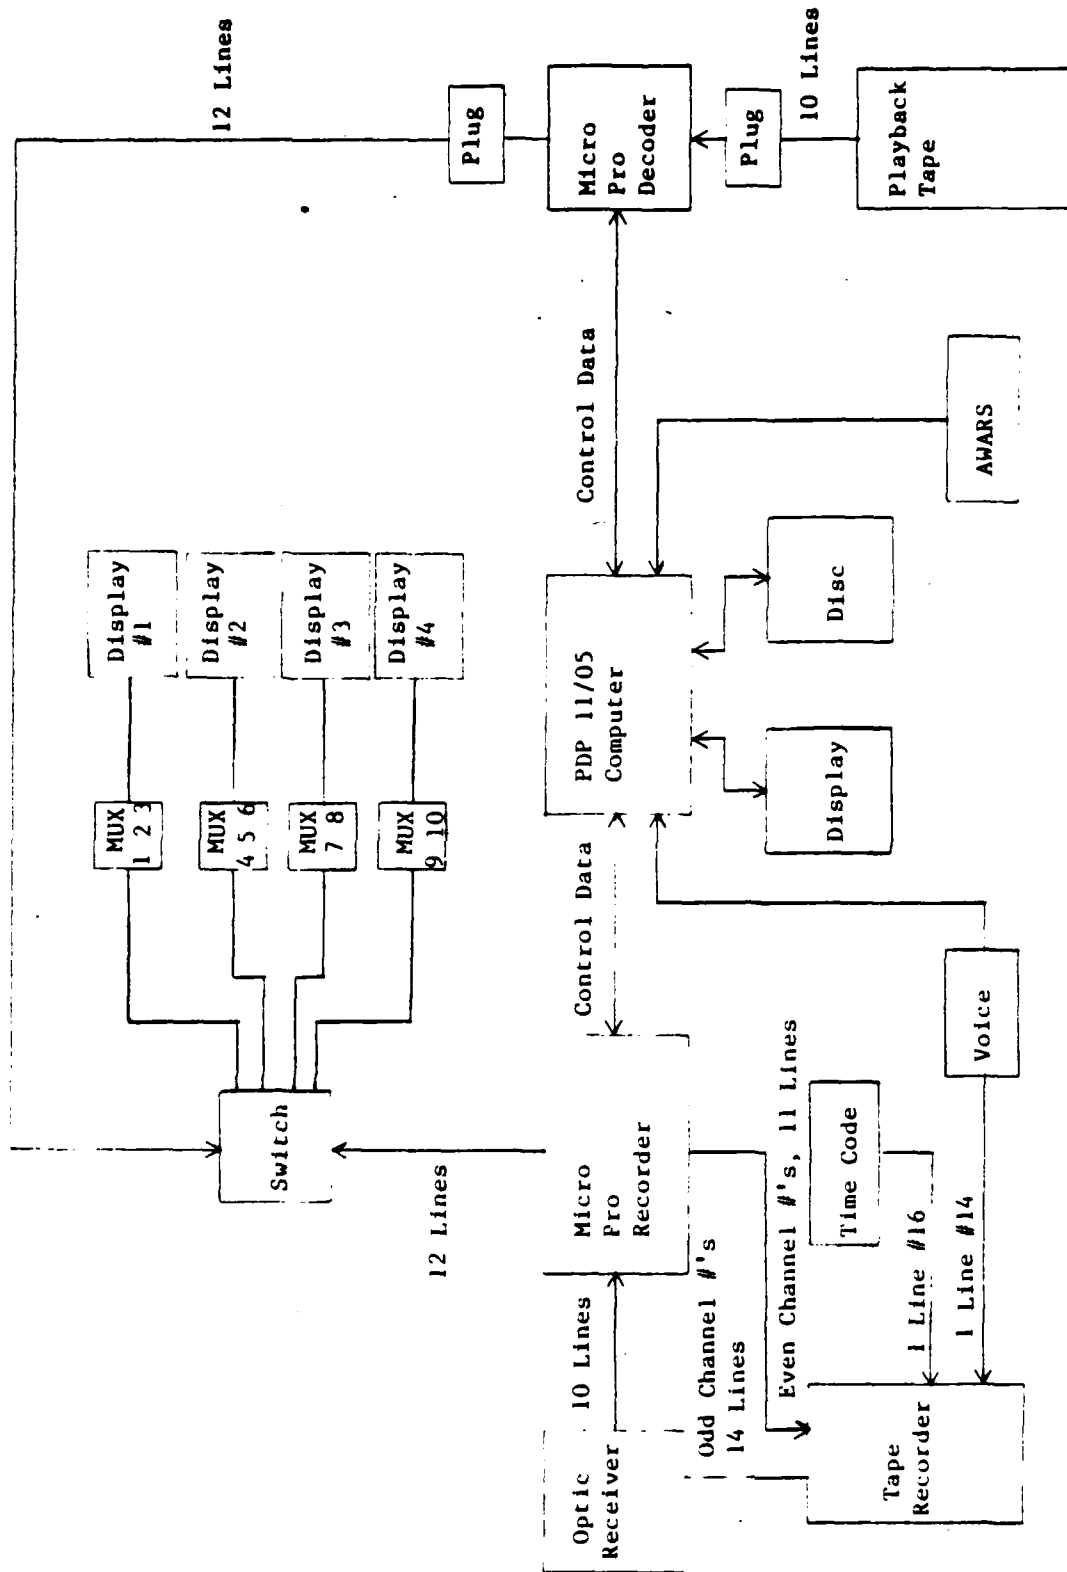 12 Lines
Display
#1
Display
#2
Display
#3
Display
#4
MUX
1 2 3
MUX
4 5 6
MUX
7 8
MUX
9 10
Switch
12 Lines
Optic
Receiver
10 Lines
Micro
Pro
Recorder
Control Data
PDP 11/05
Computer
Control Data
Micro
Pro
Decoder
Plug
Plug
10 Lines
Playback
Tape
Odd Channel #'s
14 Lines
Even Channel #'s, 11 Lines
Time Code
Display
Disc
AWARS
Tape
Recorder
1 Line #16
1 Line #14
Voice